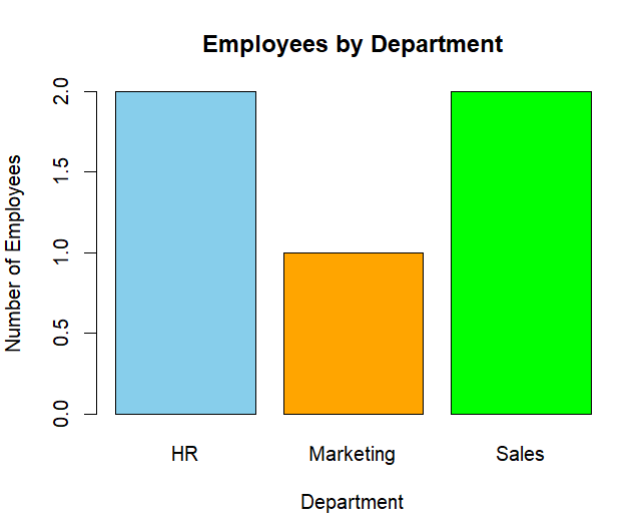 Employees by Department
Number of Employees
2.0
1.5
1.0
0.5
0.0
HR Marketing Sales
Department